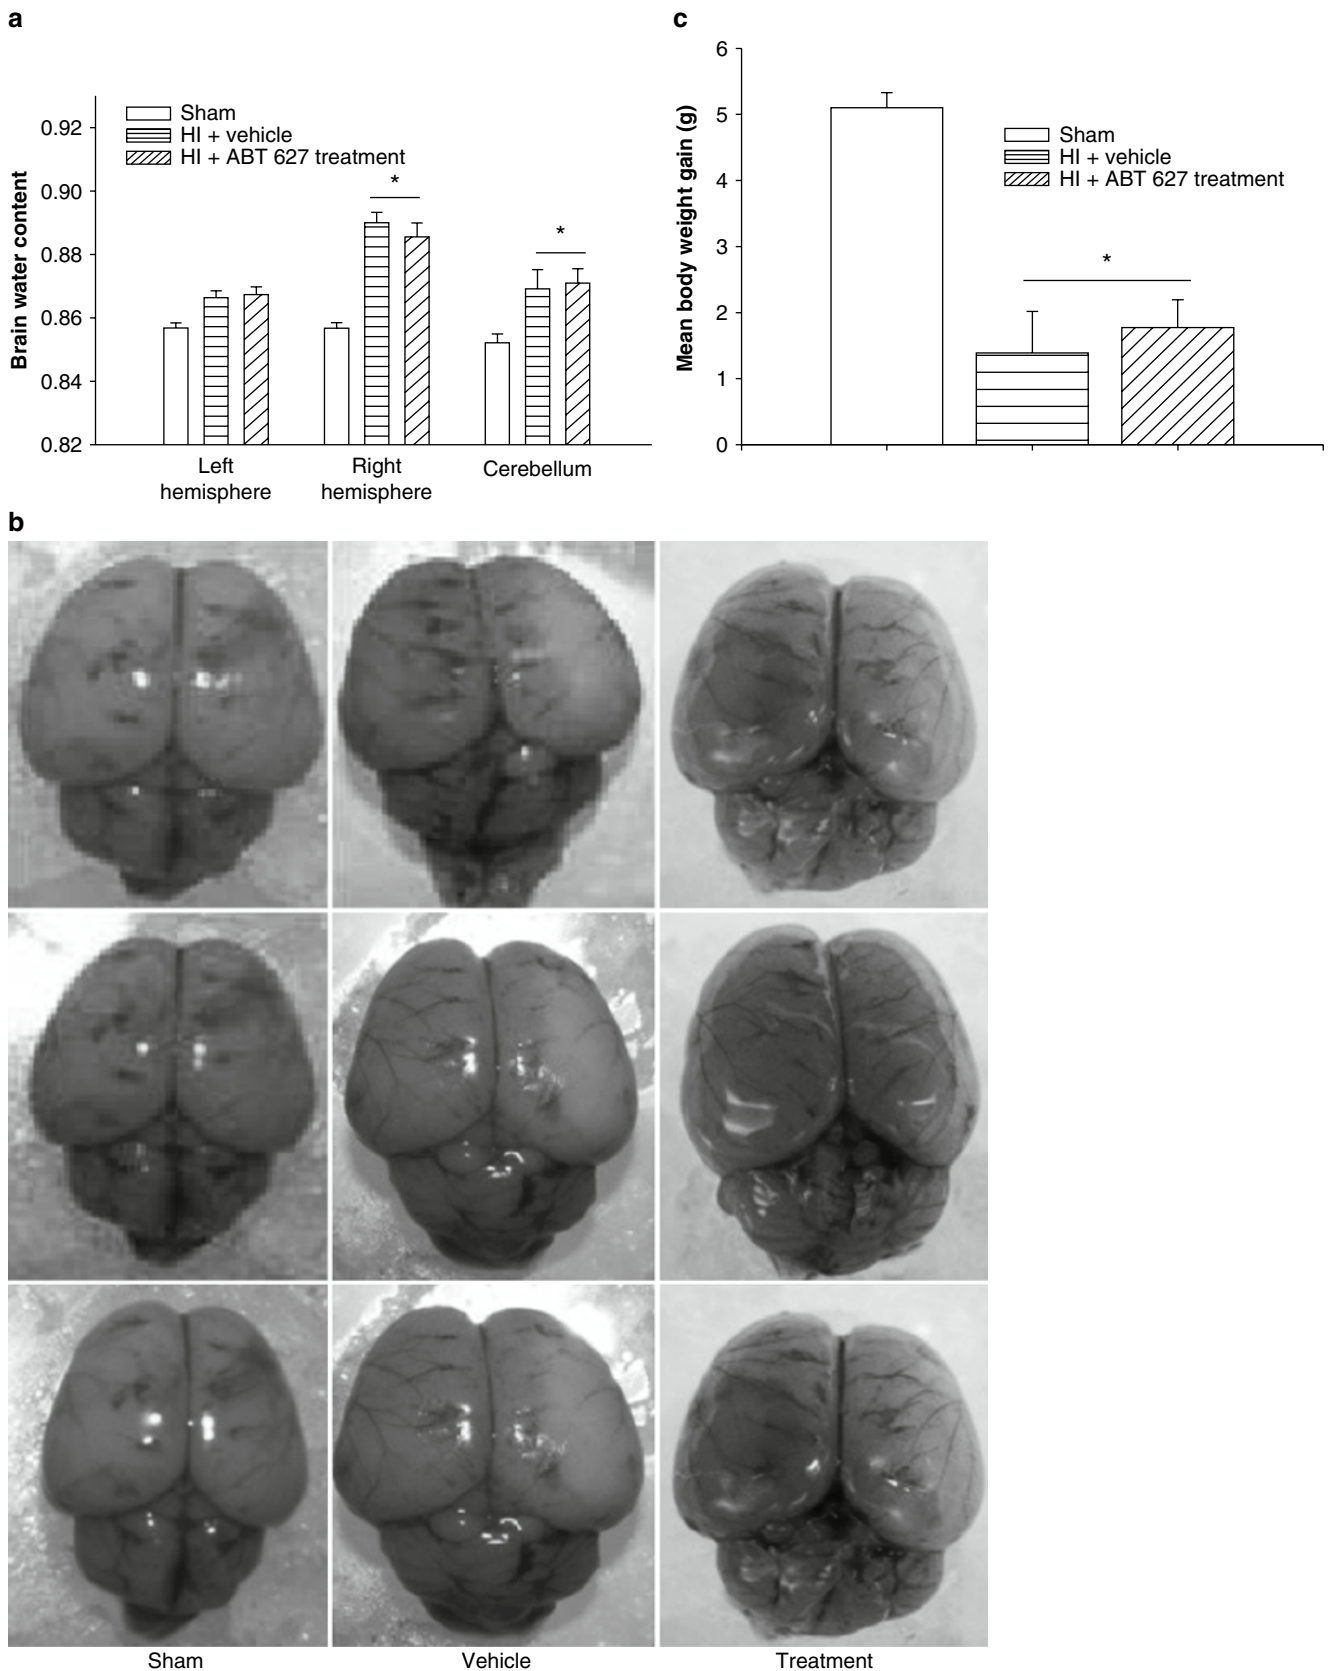 a
Sham
HI + vehicle
HI + ABT 627 treatment
Brain water content
0.92
0.90
0.88
0.86
0.84
0.82
*
*
Left
hemisphere
Right
hemisphere
Cerebellum
c
Mean body weight gain (g)
6
5
4
3
2
1
0
Sham
HI + vehicle
HI + ABT 627 treatment
*
b
Sham
Vehicle
Treatment